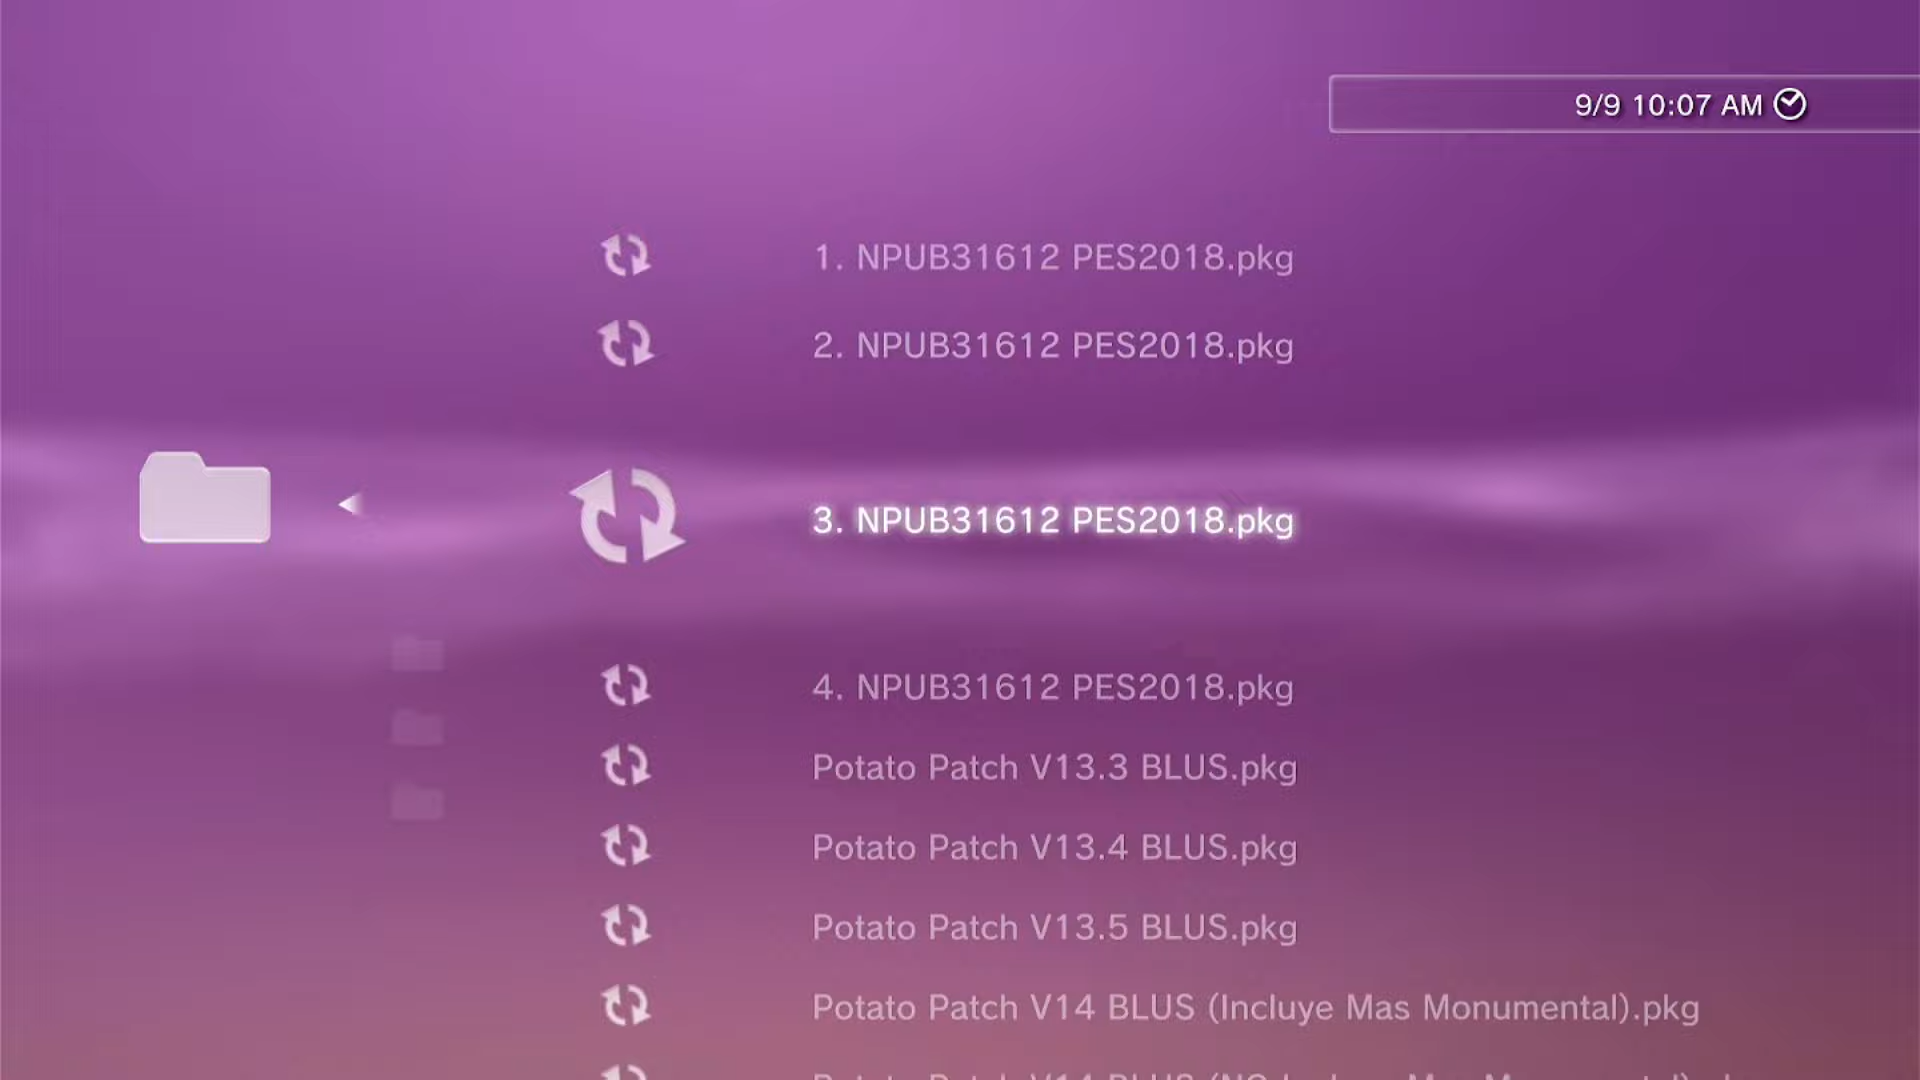 9/9 10:07 AM
1. NPUB31612 PES2018.pkg
2. NPUB31612 PES2018.pkg
3. NPUB31612 PES2018.pkg
4. NPUB31612 PES2018.pkg
Potato Patch V13.3 BLUS.pkg
Potato Patch V13.4 BLUS.pkg
Potato Patch V13.5 BLUS.pkg
Potato Patch V14 BLUS (Incluye Mas Monumental).pkg